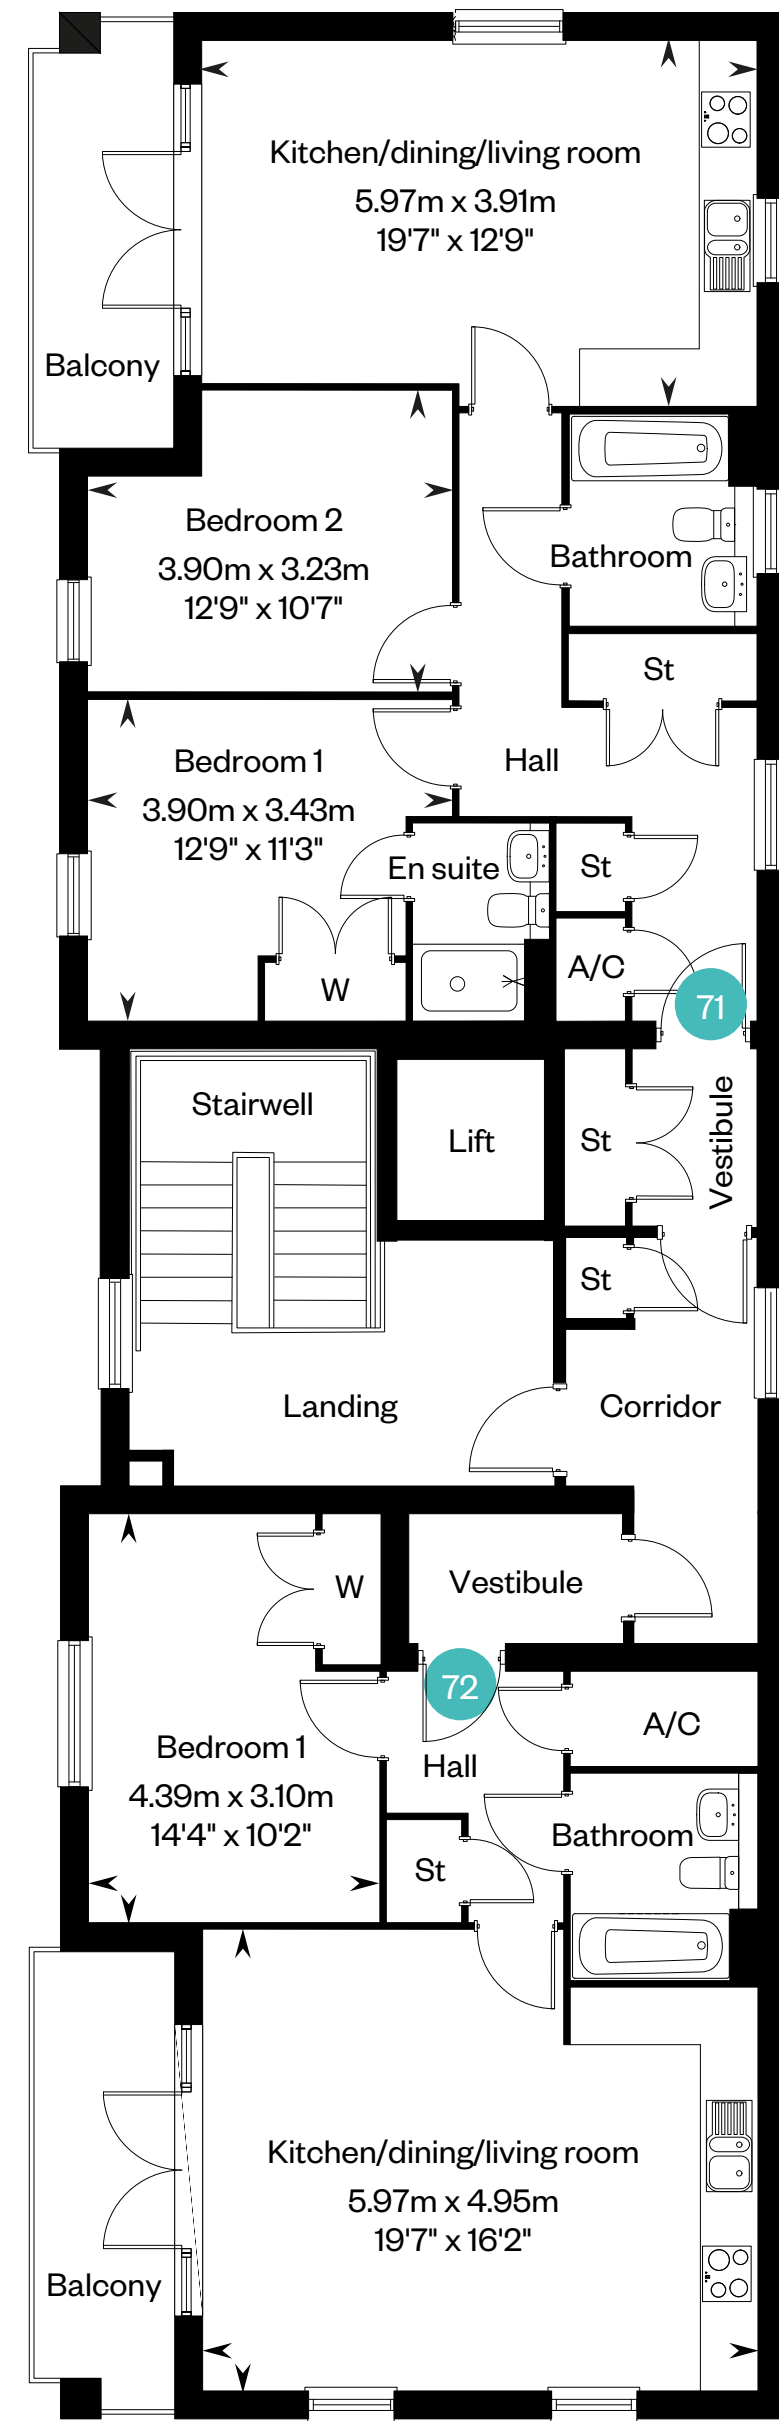 Kitchen/dining/living room
5.97m x 3.91m
19'7" x 12'9"
Balcony
Bedroom 2
3.90m x 3.23m
12'9" x 10'7"
Bathroom
St
Hall
Bedroom 1
3.90m x 3.43m
12'9" x 11'3"
En suite
St
A/C
W
71
Stairwell
Lift
St
Vestibule
St
Landing
Corridor
W
Vestibule
72
A/C
Hall
Bedroom 1
4.39m x 3.10m
14'4" x 10'2"
Bathroom
St
Kitchen/dining/living room
5.97m x 4.95m
19'7" x 16'2"
Balcony